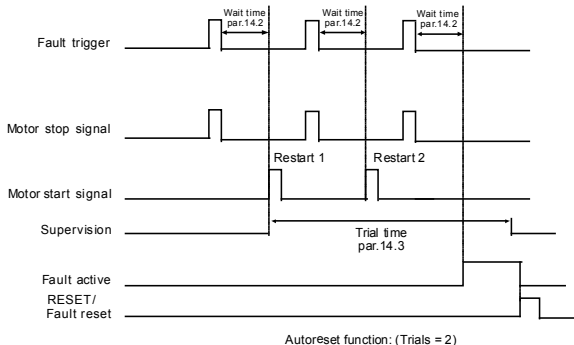 Wait time
par.14.2
Wait time
par.14.2
Wait time
par.14.2
Fault trigger
Motor stop signal
Restart 1
Restart 2
Motor start signal
Supervision
Trial time
par.14.3
Fault active
RESET/
Fault reset
Autoreset function: (Trials = 2)